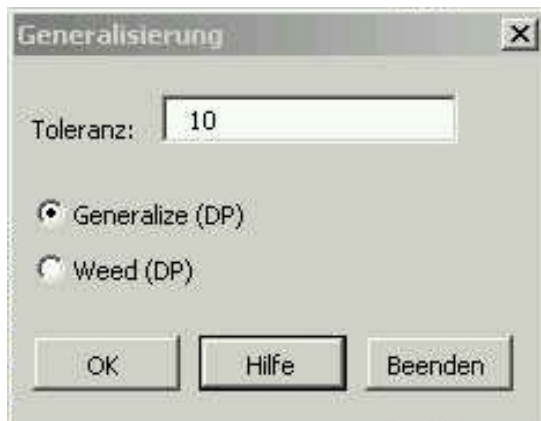 Generalisierung
Toleranz: 10
Generalize (DP)
Weed (DP)
OK Hilfe Beenden